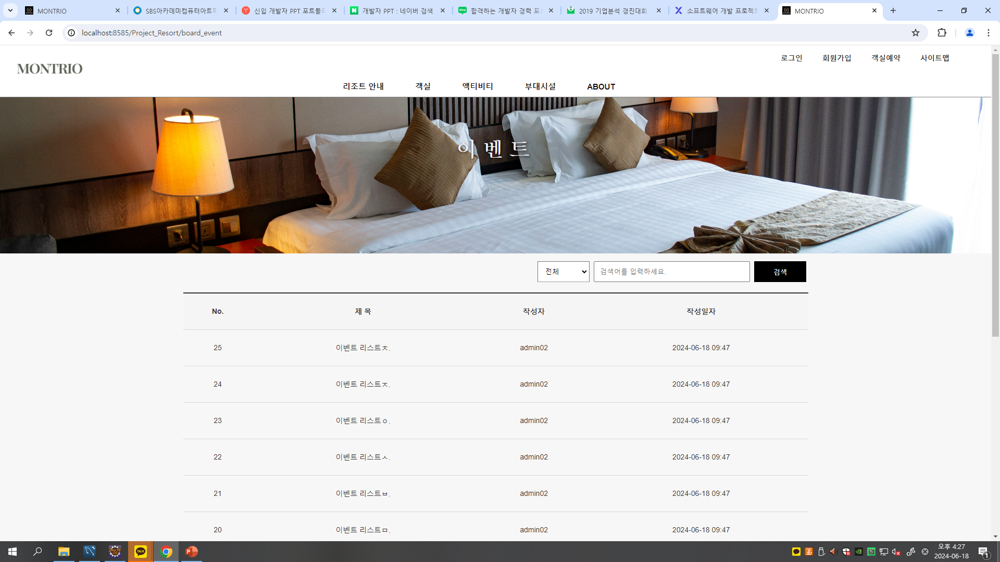 MONTRIO
SBS아카데미컴퓨터아트학
신입 개발자 PPT 포트폴리
개발자 PPT : 네이버 검색
합격하는 개발자 경력 포트
2019 기업분석 경진대회
소프트웨어 개발 프로젝트
MONTRIO
localhost:8585/Project_Resort/board_event
로그인 회원가입 객실예약 사이트맵
MONTRIO
리조트 안내 객실 액티비티 부대시설 ABOUT
이 벤 트
전체 검색어를 입력하세요. 검색
No. 제 목 작성자 작성일자
25 이벤트 리스트ㅊ. admin02 2024-06-18 09:47
24 이벤트 리스트ㅈ. admin02 2024-06-18 09:47
23 이벤트 리스트ㅇ. admin02 2024-06-18 09:47
22 이벤트 리스트ㅅ. admin02 2024-06-18 09:47
21 이벤트 리스트ㅂ. admin02 2024-06-18 09:47
20 이벤트 리스트ㅁ. admin02 2024-06-18 09:47
TALK
오후 4:27
2024-06-18
1